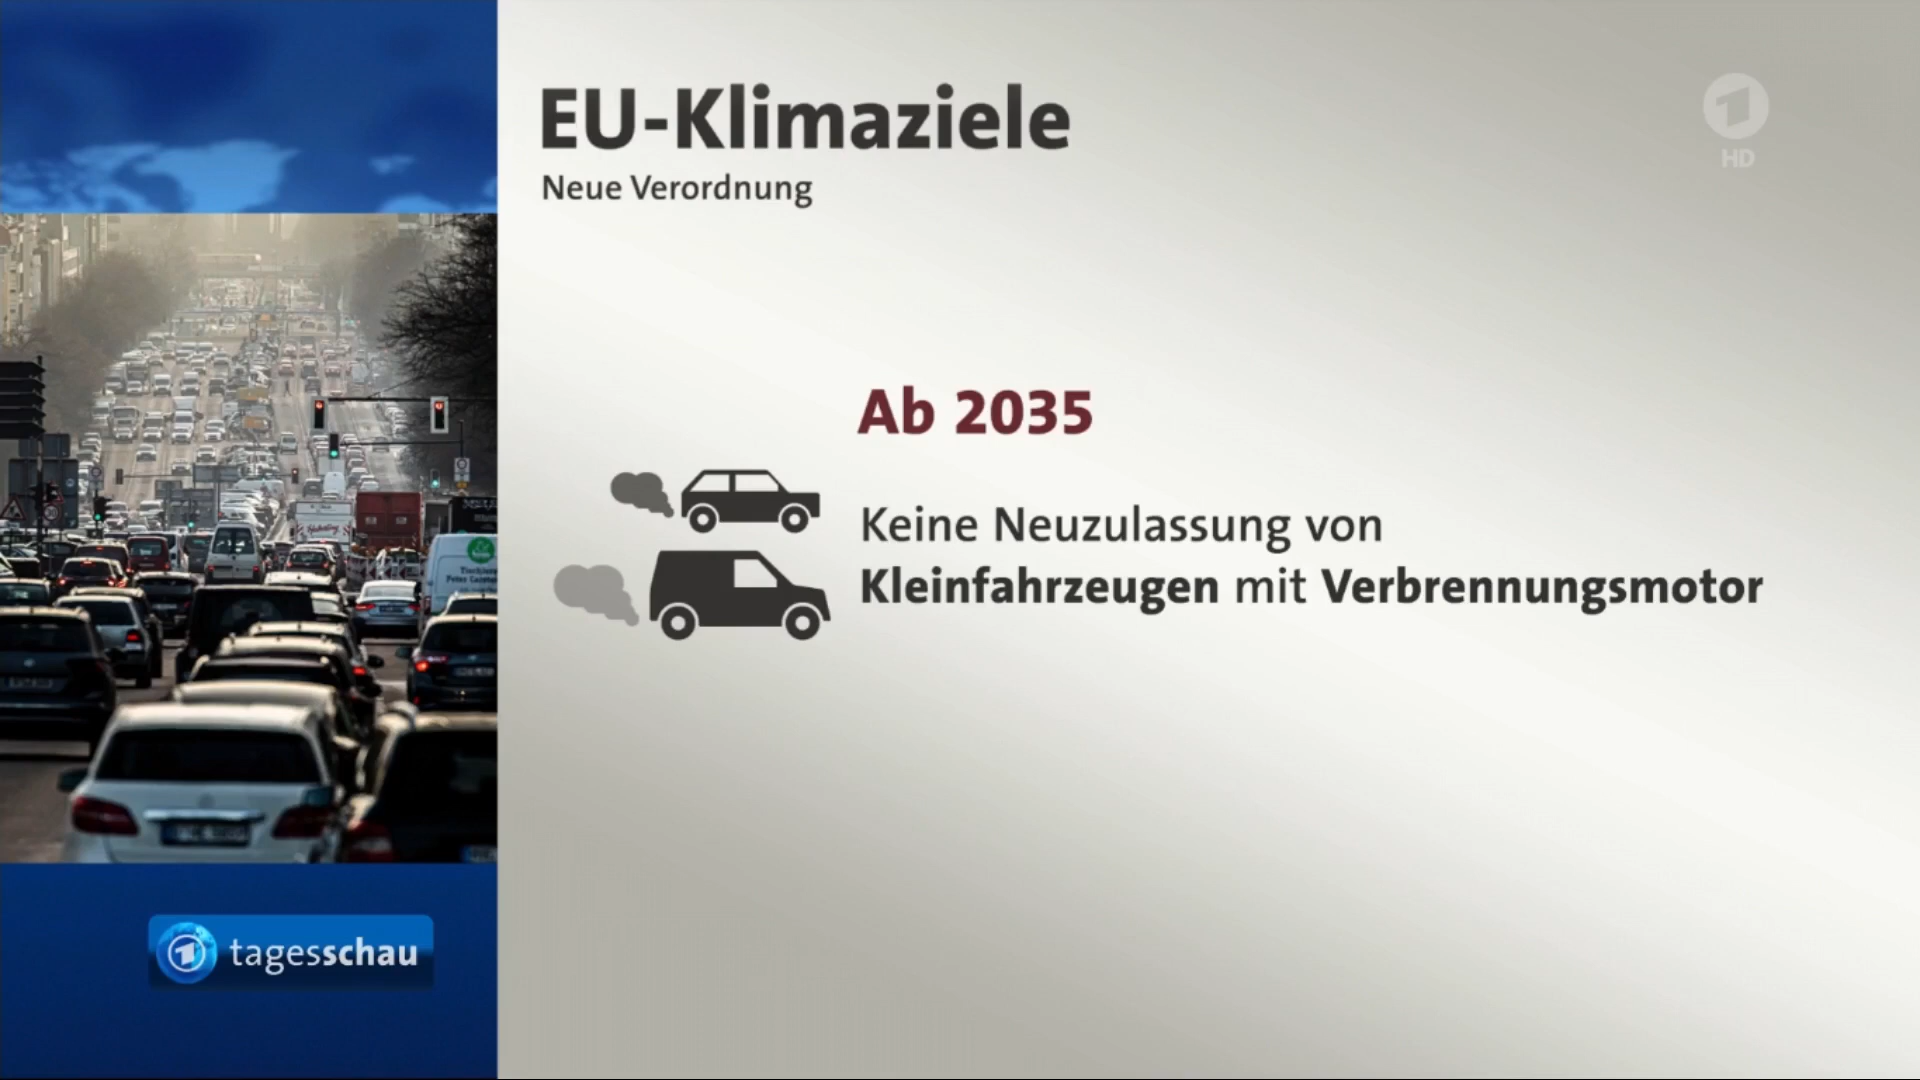 EU-Klimaziele
Neue Verordnung
HD
Ab 2035
Keine Neuzulassung von
Kleinfahrzeugen mit Verbrennungsmotor
tagesschau